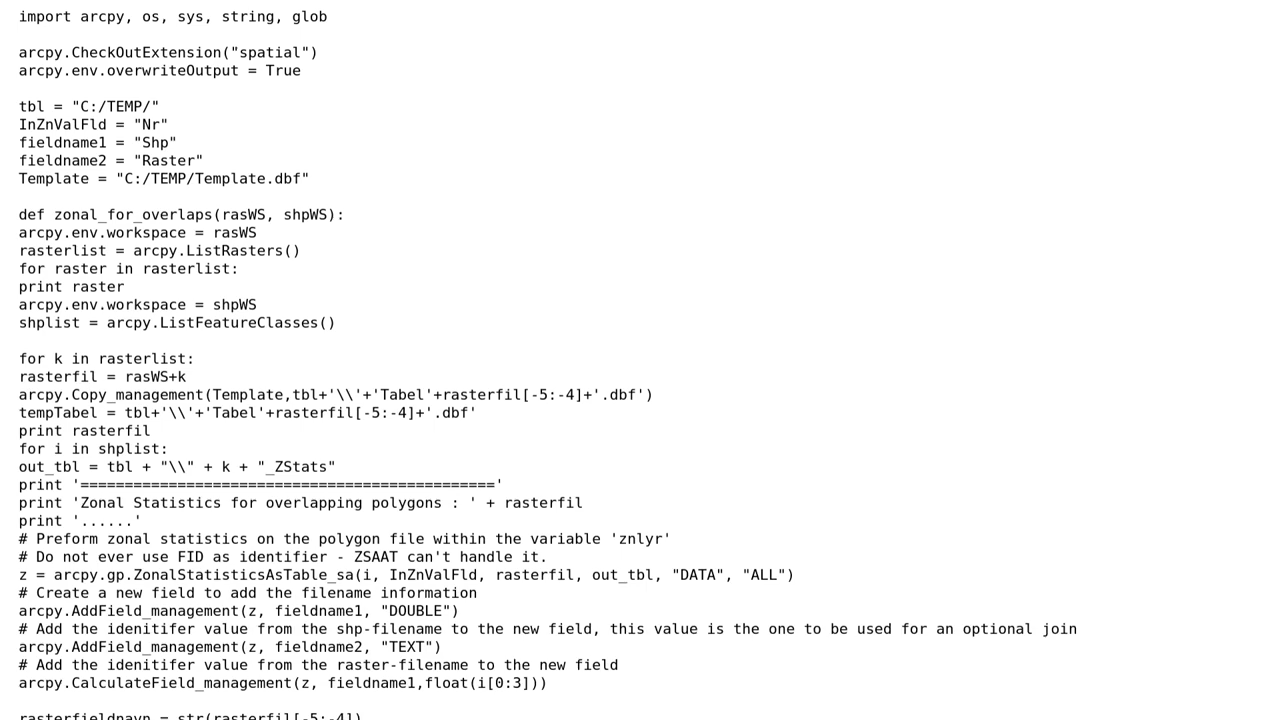 import arcpy, os, sys, string, glob
arcpy.CheckOutExtension("spatial")
arcpy.env.overwriteOutput = True
tbl = "C:/TEMP/"
InZnValFld = "Nr"
fieldname1 = "Shp"
fieldname2 = "Raster"
Template = "C:/TEMP/Template.dbf"
def zonal_for_overlaps(rasWS, shpWS):
arcpy.env.workspace = rasWS
rasterlist = arcpy.ListRasters()
for raster in rasterlist:
print raster
arcpy.env.workspace = shpWS
shplist = arcpy.ListFeatureClasses()
for k in rasterlist:
rasterfil = rasWS+k
arcpy.Copy_management(Template,tbl+'\\'+'Tabel'+rasterfil[-5:-4]+'.dbf')
tempTabel = tbl+'\\'+'Tabel'+rasterfil[-5:-4]+'.dbf'
print rasterfil
for i in shplist:
out_tbl = tbl + "\\" + k + "_ZStats"
print '==============================================='
print 'Zonal Statistics for overlapping polygons : ' + rasterfil
print '......'
# Preform zonal statistics on the polygon file within the variable 'znlyr'
# Do not ever use FID as identifier - ZSAAT can't handle it.
z = arcpy.gp.ZonalStatisticsAsTable_sa(i, InZnValFld, rasterfil, out_tbl, "DATA", "ALL")
# Create a new field to add the filename information
arcpy.AddField_management(z, fieldname1, "DOUBLE")
# Add the idenitifer value from the shp-filename to the new field, this value is the one to be used for an optional join
arcpy.AddField_management(z, fieldname2, "TEXT")
# Add the idenitifer value from the raster-filename to the new field
arcpy.CalculateField_management(z, fieldname1,float(i[0:3]))
rasterfieldnavn = str(rasterfil[-5:-4])